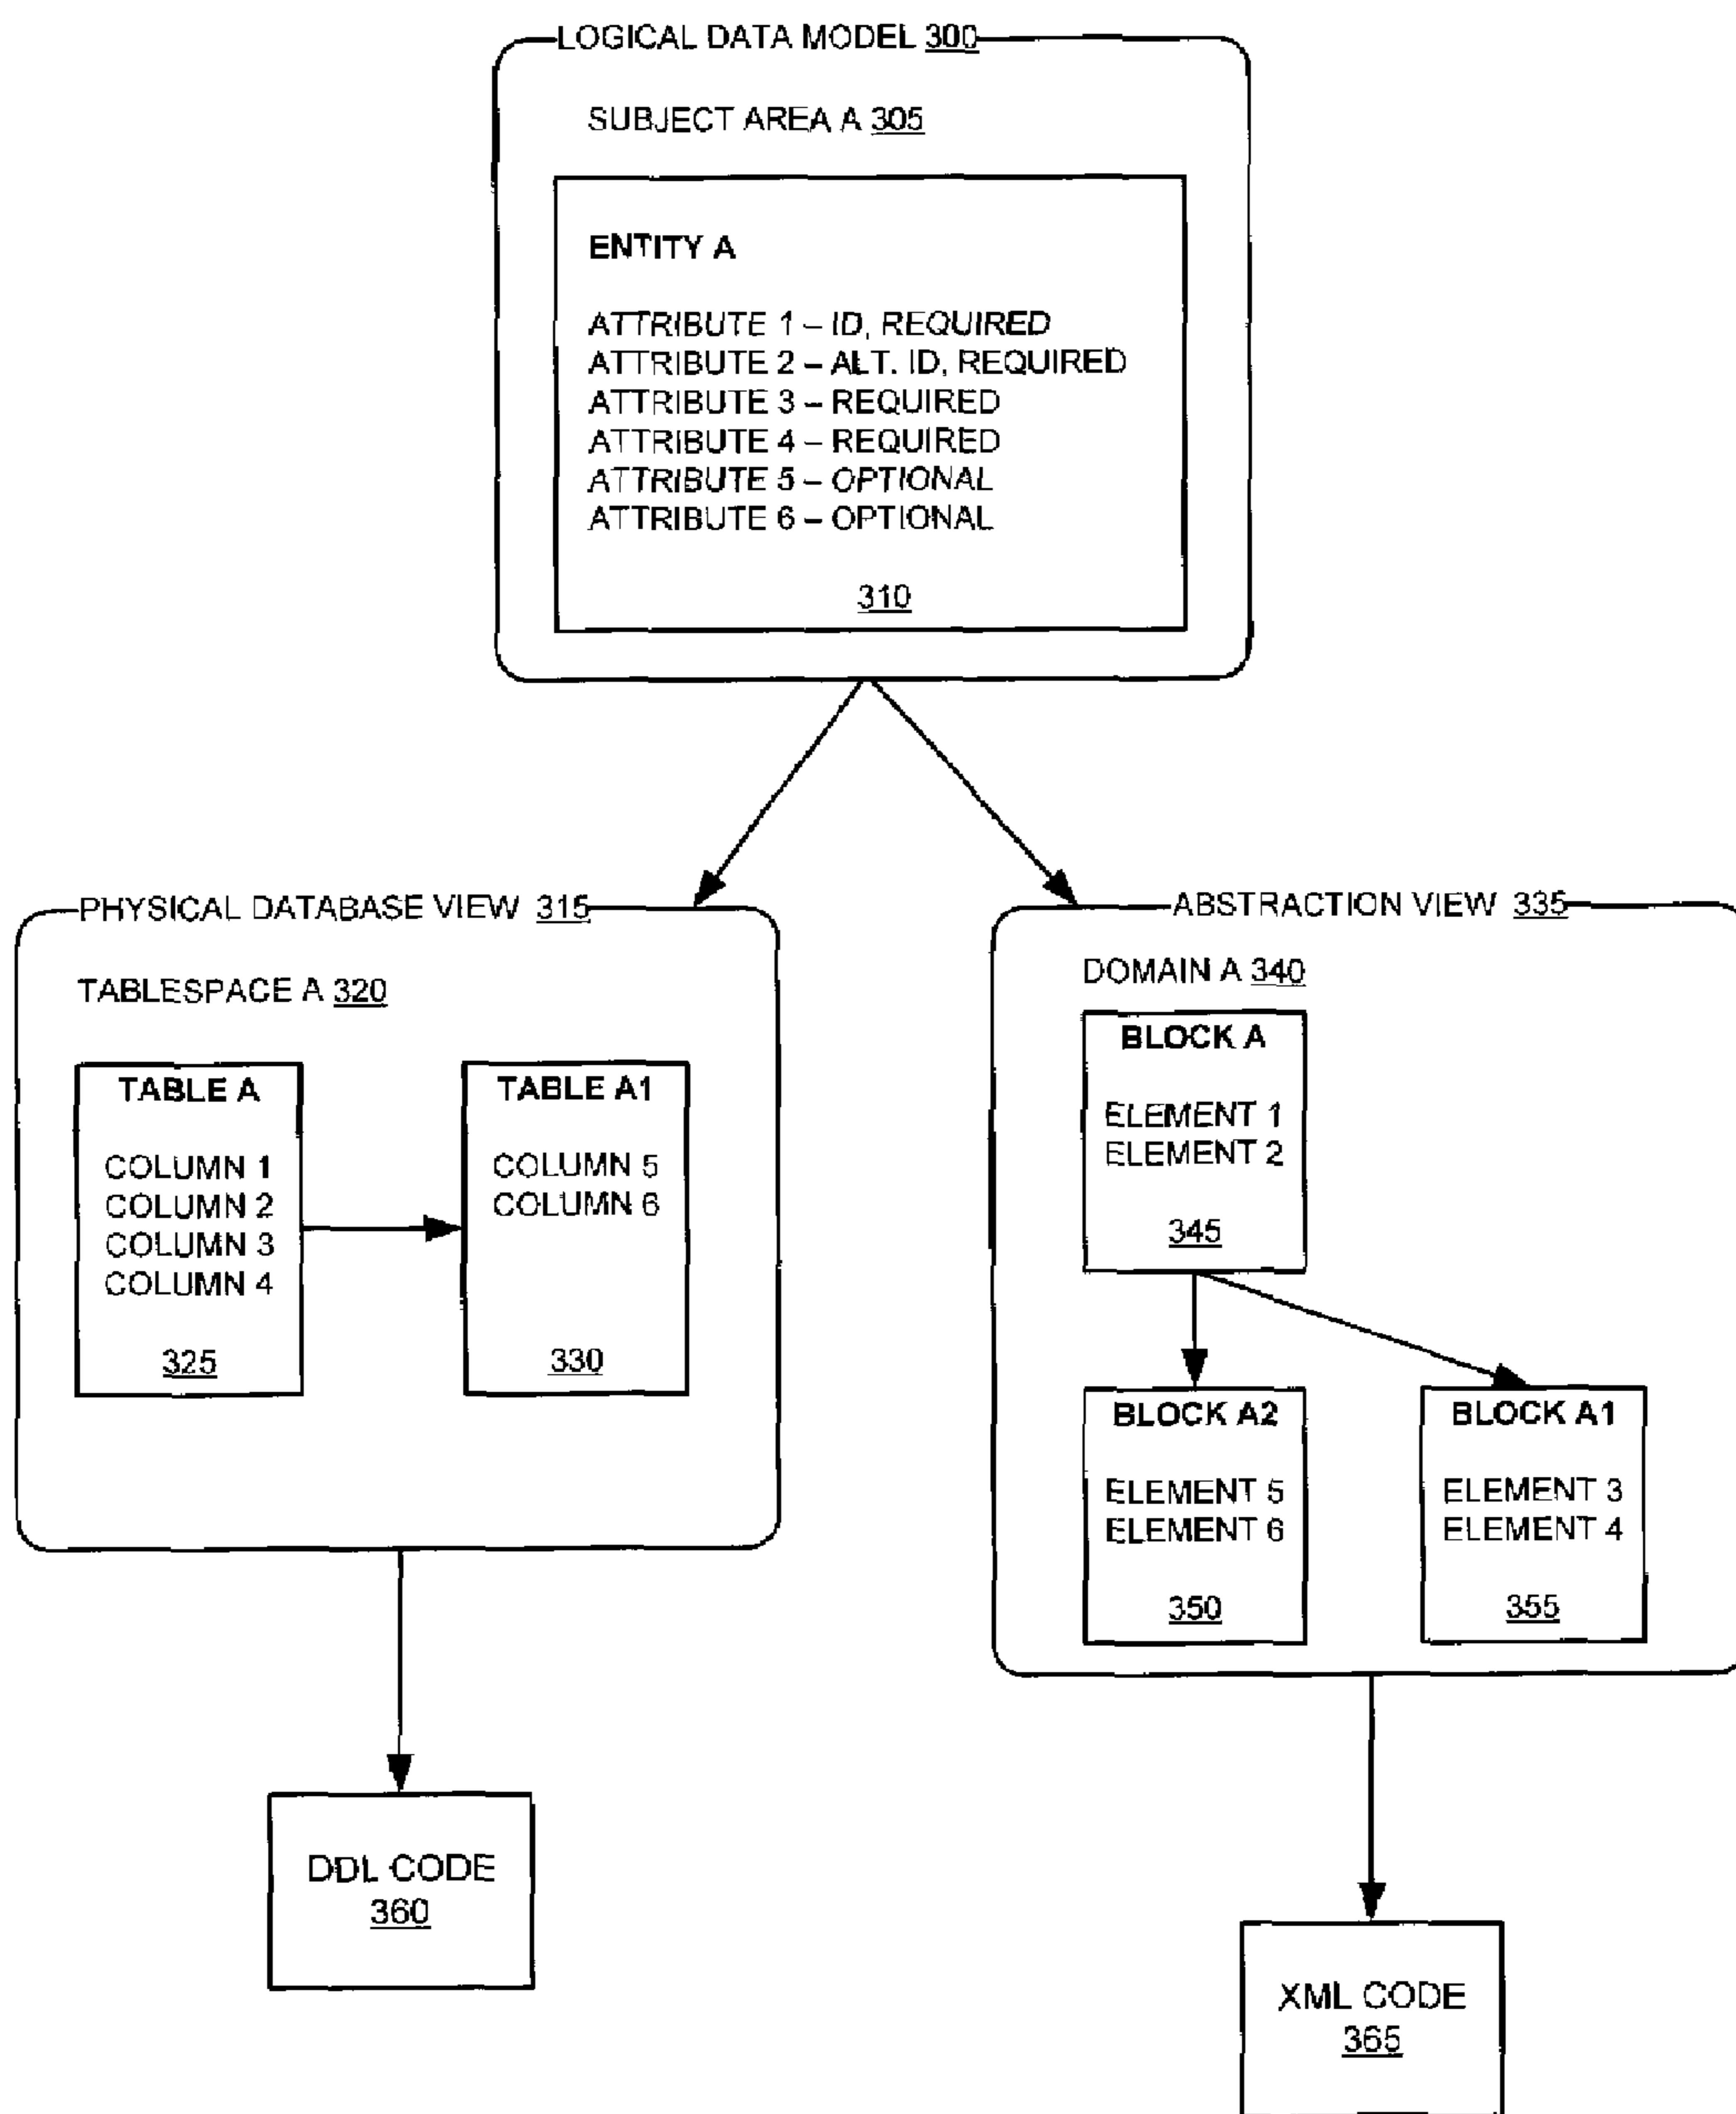 LOGICAL DATA MODEL 300
SUBJECT AREA A 305
ENTITY A
ATTRIBUTE 1 – ID, REQUIRED
ATTRIBUTE 2 – ALT. ID, REQUIRED
ATTRIBUTE 3 – REQUIRED
ATTRIBUTE 4 – REQUIRED
ATTRIBUTE 5 – OPTIONAL
ATTRIBUTE 6 – OPTIONAL
310
PHYSICAL DATABASE VIEW 315
TABLESPACE A 320
TABLE A
COLUMN 1
COLUMN 2
COLUMN 3
COLUMN 4
325
TABLE A1
COLUMN 5
COLUMN 6
330
ABSTRACTION VIEW 335
DOMAIN A 340
BLOCK A
ELEMENT 1
ELEMENT 2
345
BLOCK A2
ELEMENT 5
ELEMENT 6
350
BLOCK A1
ELEMENT 3
ELEMENT 4
355
DDL CODE
360
XML CODE
365